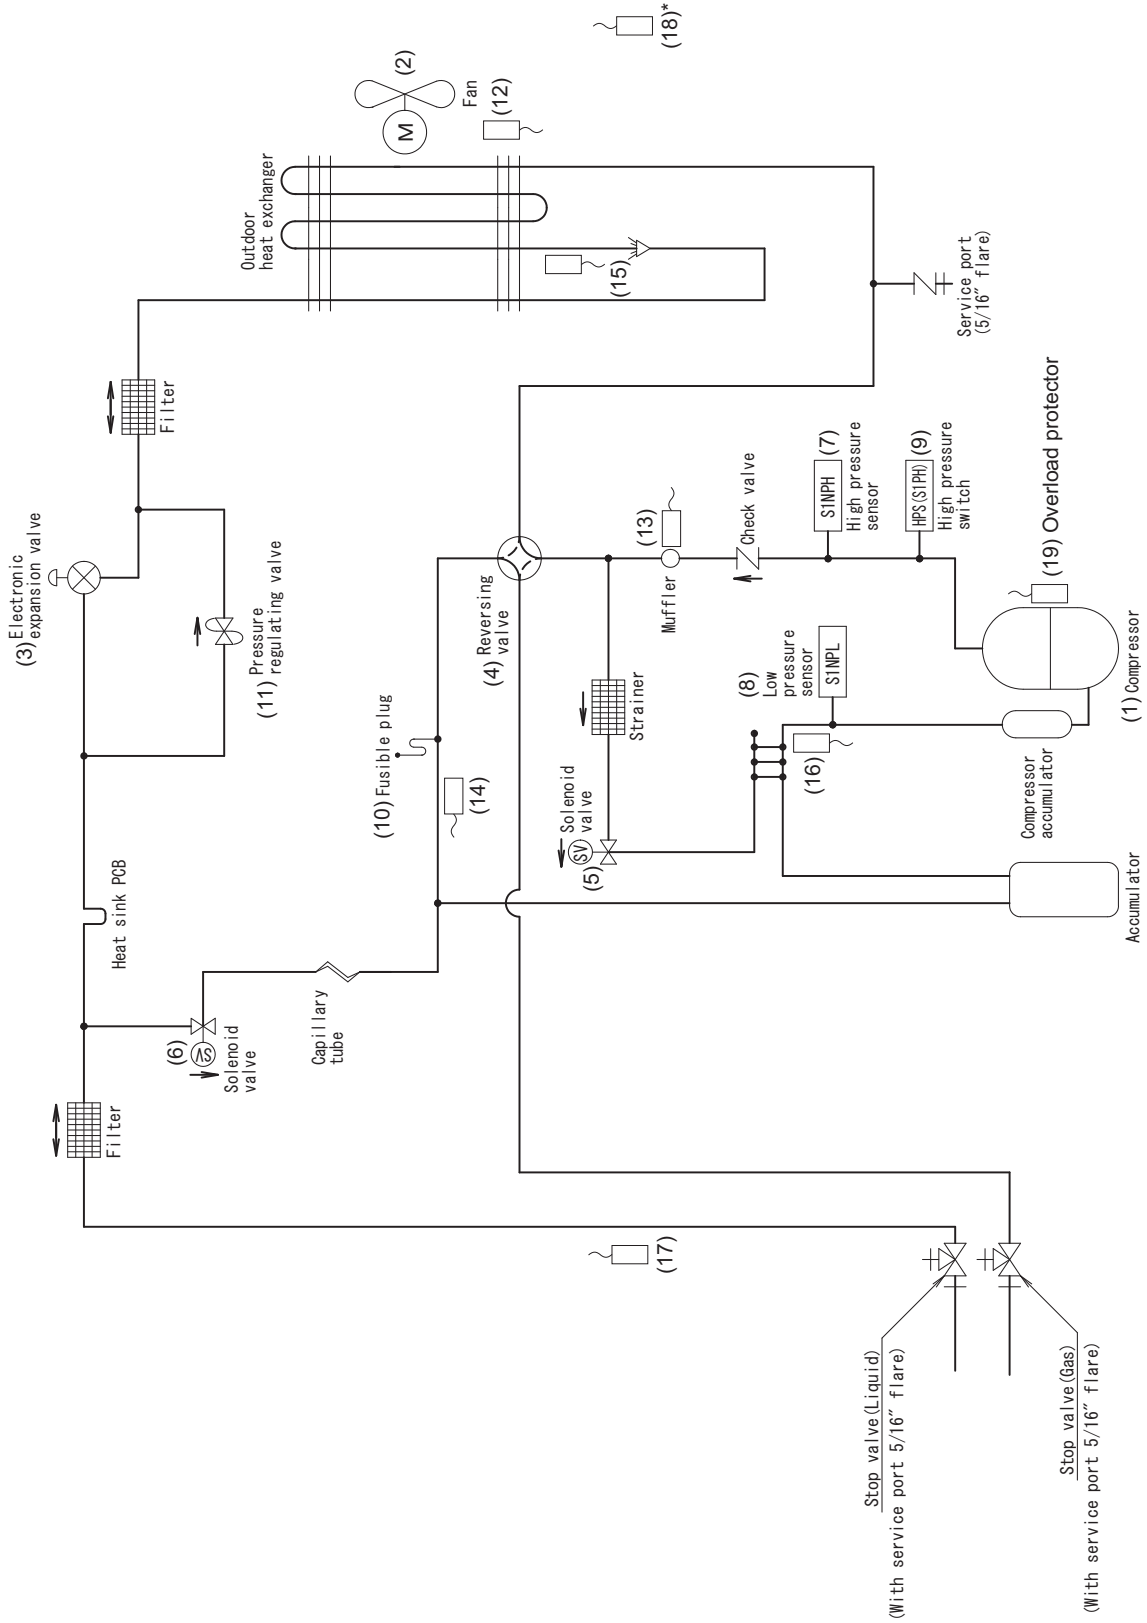 (18)*
(2)
M
Fan
(12)
Outdoor
heat exchanger
(15)
Service port
(5/16″ flare)
Filter
(3) Electronic
expansion valve
(11) Pressure
regulating valve
(4) Reversing
valve
(13)
Muffler
Check valve
S1NPH
(7)
High pressure
sensor
HPS(S1PH)
(9)
High pressure
switch
(19) Overload protector
(1) Compressor
(8)
Low
pressure
sensor
S1NPL
Strainer
(16)
Compressor
accumulator
(10) Fusible plug
(14)
Solenoid
valve
SV
(5)
Accumulator
Heat sink PCB
Capillary
tube
(6)
SV
Solenoid
valve
Filter
(17)
Stop valve(Liquid)
(With service port 5/16″ flare)
Stop valve(Gas)
(With service port 5/16″ flare)